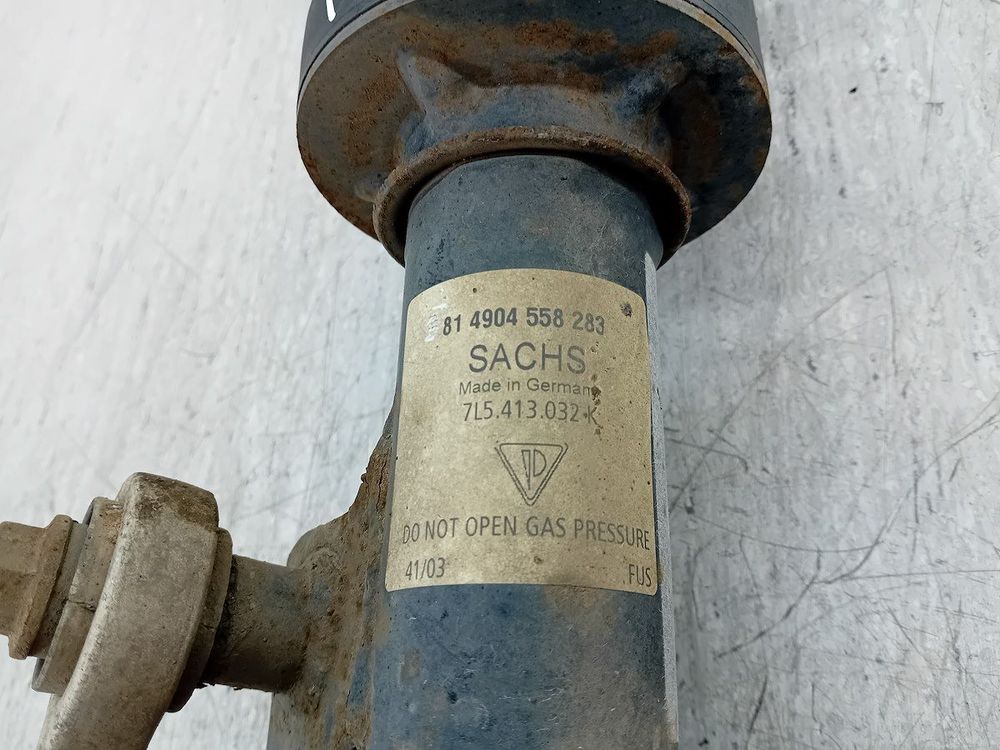 81 4904 558 283
SACHS
Made in Germany
7L5.413.032-K
DO NOT OPEN GAS PRESSURE
41/03 FUS